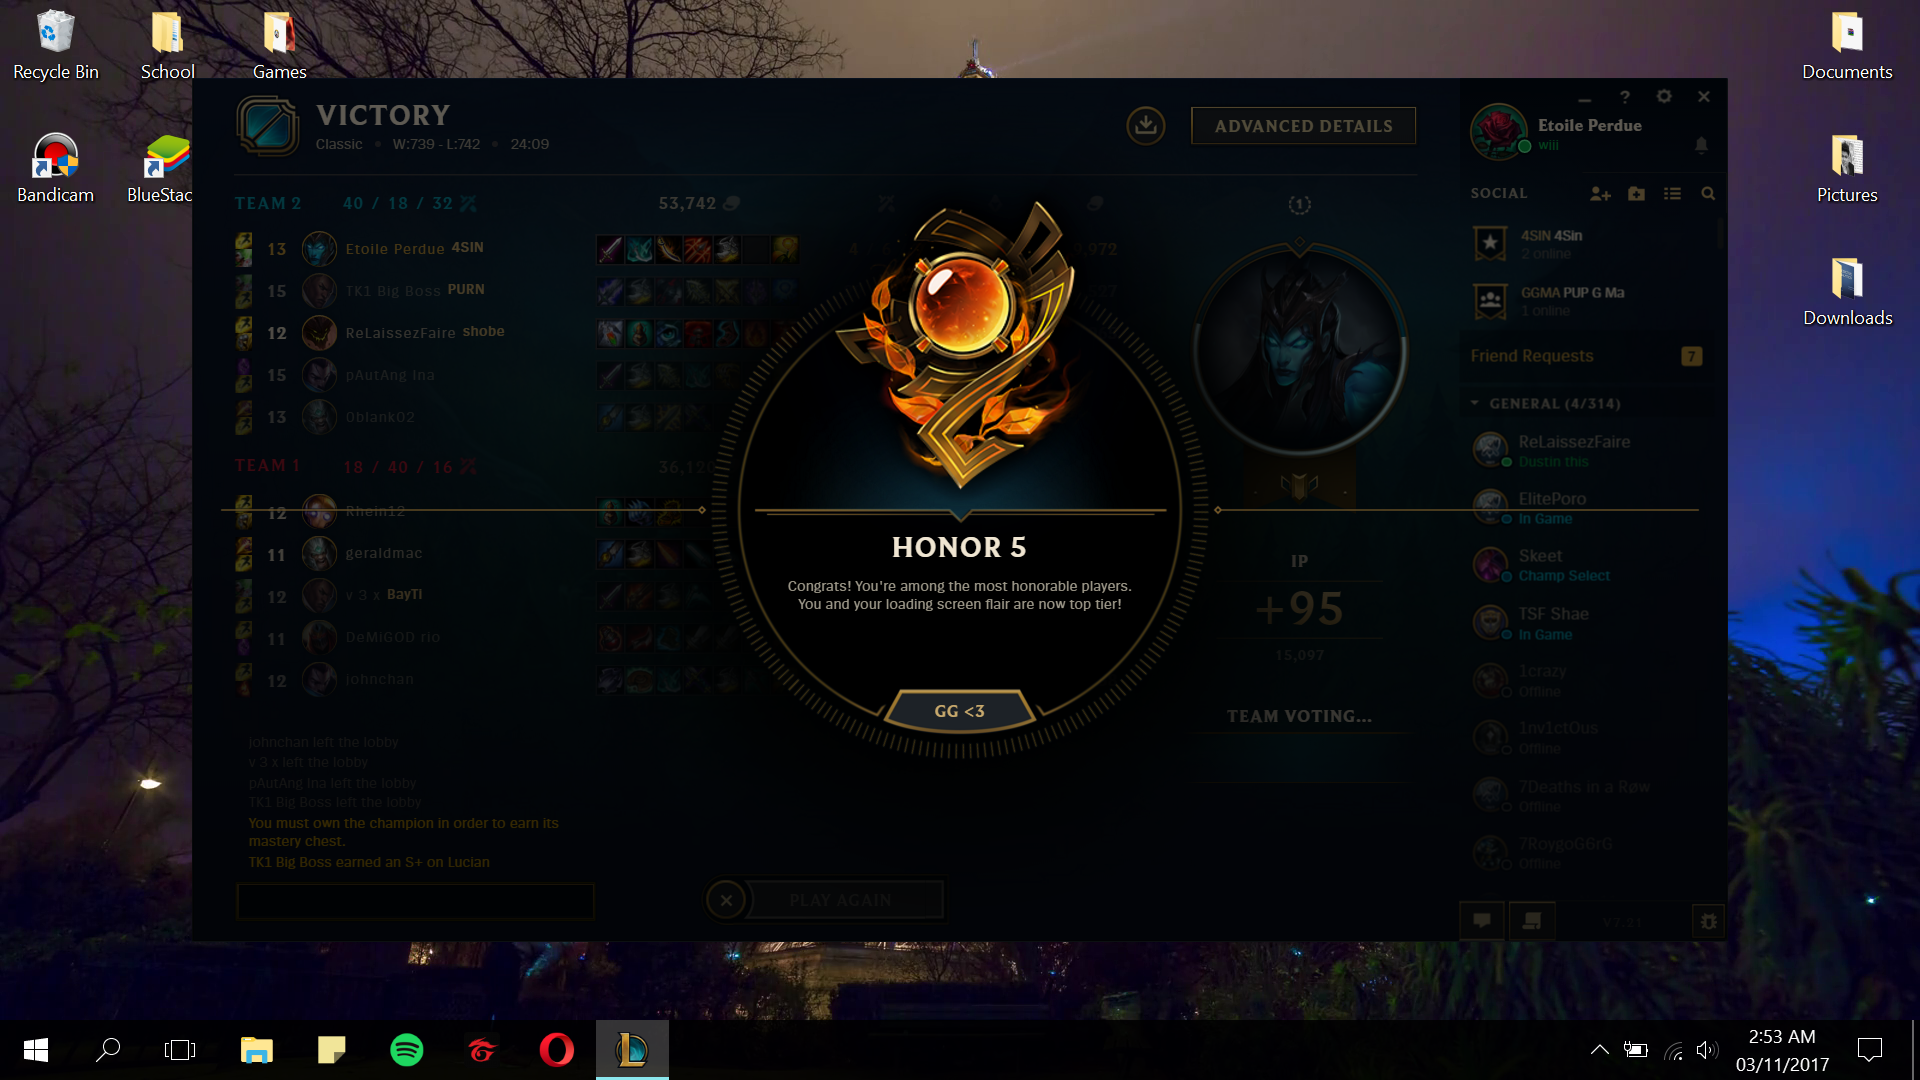 Recycle Bin
School
Games
Documents
Bandicam
BlueStac
Pictures
Downloads
VICTORY
Classic • W:739 - L:742 • 24:09
ADVANCED DETAILS
Etoile Perdue
wiii
TEAM 2 40 / 18 / 32 53,742
13 Etoile Perdue 4SIN
15 TK1 Big Boss PURN
12 ReLaissezFaire shobe
15 pAutAng Ina
13 Oblank02
TEAM 1 18 / 40 / 16 36,120
12 Rhein12
11 geraldmac
12 v 3 x BayTi
11 DeMiGOD rio
12 johnchan
johnchan left the lobby
v 3 x left the lobby
pAutAng Ina left the lobby
TK1 Big Boss left the lobby
You must own the champion in order to earn its
mastery chest.
TK1 Big Boss earned an S+ on Lucian
PLAY AGAIN
HONOR 5
Congrats! You're among the most honorable players.
You and your loading screen flair are now top tier!
GG <3
1
IP
+95
15,097
TEAM VOTING...
SOCIAL
4SIN 4Sin
2 online
GGMA PUP G Ma
1 online
Friend Requests 7
GENERAL (4/314)
ReLaissezFaire
Dustin this
ElitePoro
In Game
Skeet
Champ Select
TSF Shae
In Game
1crazy
Offline
1nv1ctOus
Offline
7Deaths in a Røw
Offline
7RoygoG6rG
Offline
V7.21
2:53 AM
03/11/2017